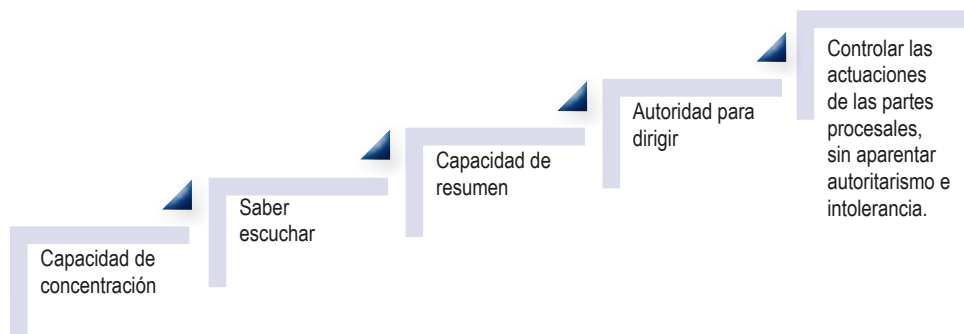 Capacidad de
concentración
Saber
escuchar
Capacidad de
resumen
Autoridad para
dirigir
Controlar las
actuaciones
de las partes
procesales,
sin aparentar
autoritarismo e
intolerancia.